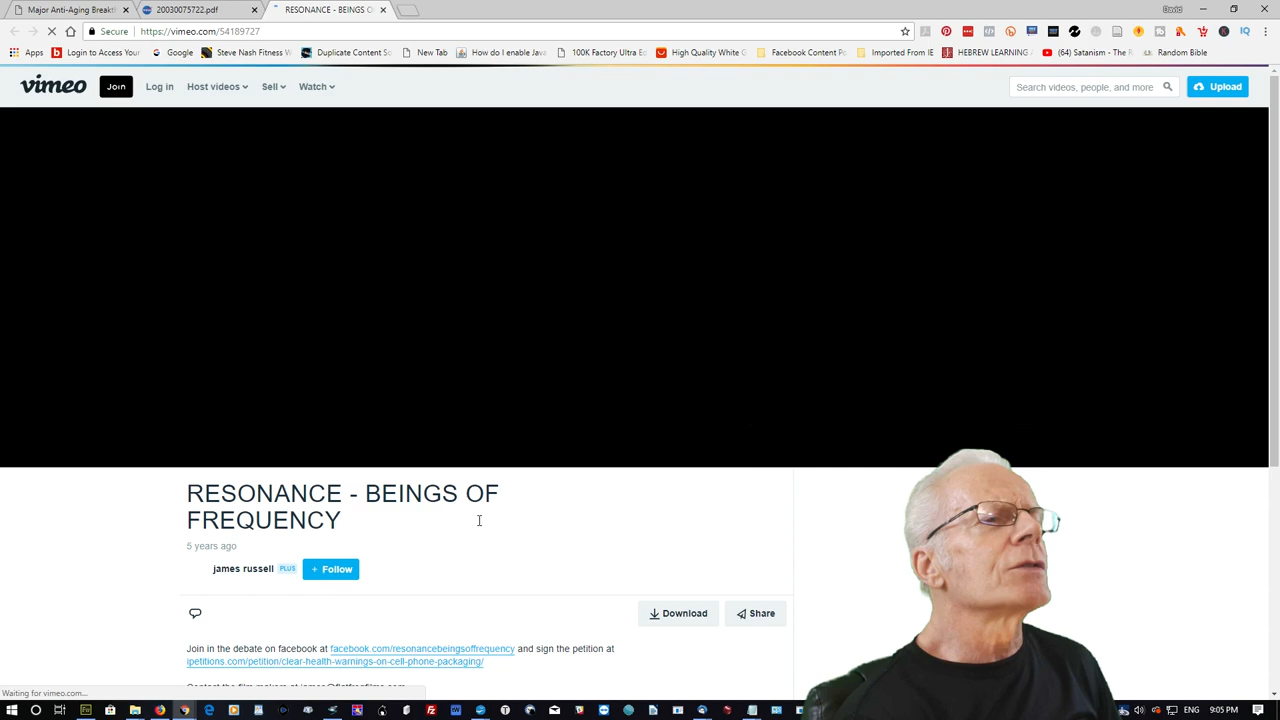 Major Anti-Aging Breakt
20030075722.pdf
RESONANCE - BEINGS O
David
Secure
https://vimeo.com/54189727
Apps
Login to Access Your
Google
Steve Nash Fitness W
Duplicate Content Sc
New Tab
How do I enable Java
100K Factory Ultra Ed
High Quality White G
Facebook Content Po
Imported From IE
HEBREW LEARNING
(64) Satanism - The R
Random Bible
vimeo
Join
Log in
Host videos
Sell
Watch
Search videos, people, and more
Upload
RESONANCE - BEINGS OF
FREQUENCY
5 years ago
james russell
PLUS
+ Follow
Download
Share
Join in the debate on facebook at facebook.com/resonancebeingsoffrequency and sign the petition at
ipetitions.com/petition/clear-health-warnings-on-cell-phone-packaging/
Waiting for vimeo.com...
ENG
9:05 PM